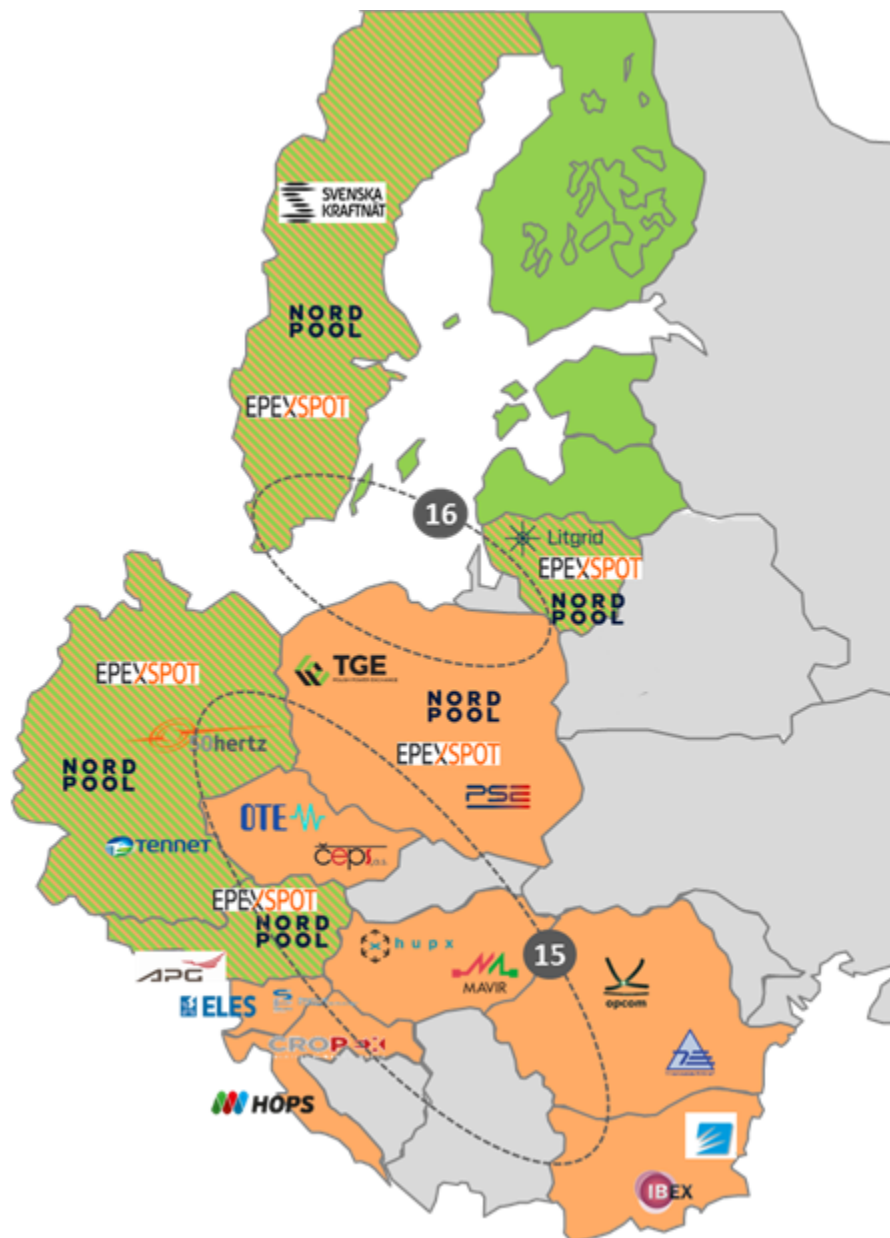 SVENSKA
KRAFTNÄT
NORD
POOL
EPEXSPOT
16
Litgrid
EPEXSPOT
NORD
POOL
TGE
EPEXSPOT
NORD
POOL
50hertz
EPEXSPOT
NORD
POOL
PSE
OTE
TENNET
čeps,a.s.
EPEXSPOT
NORD
POOL
hupx
15
APG
MAVIR
opcom
ELES
CROP
HOPS
IBEX